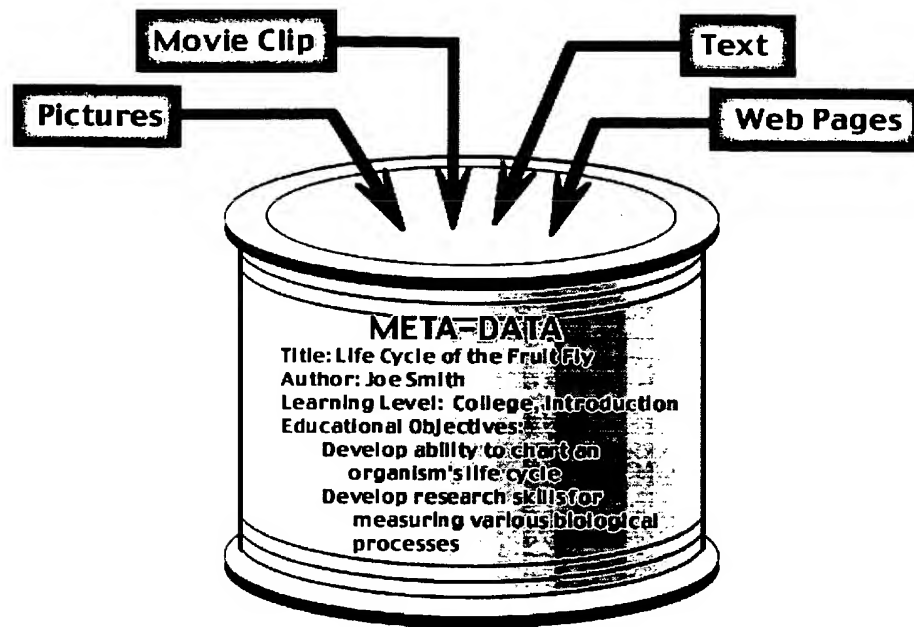 Movie Clip
Text
Pictures
Web Pages
META-DATA
Title: Life Cycle of the Fruit Fly
Author: Joe Smith
Learning Level: College, Introduction
Educational Objectives:
Develop ability to chart an
organism's life cycle
Develop research skills for
measuring various biological
processes